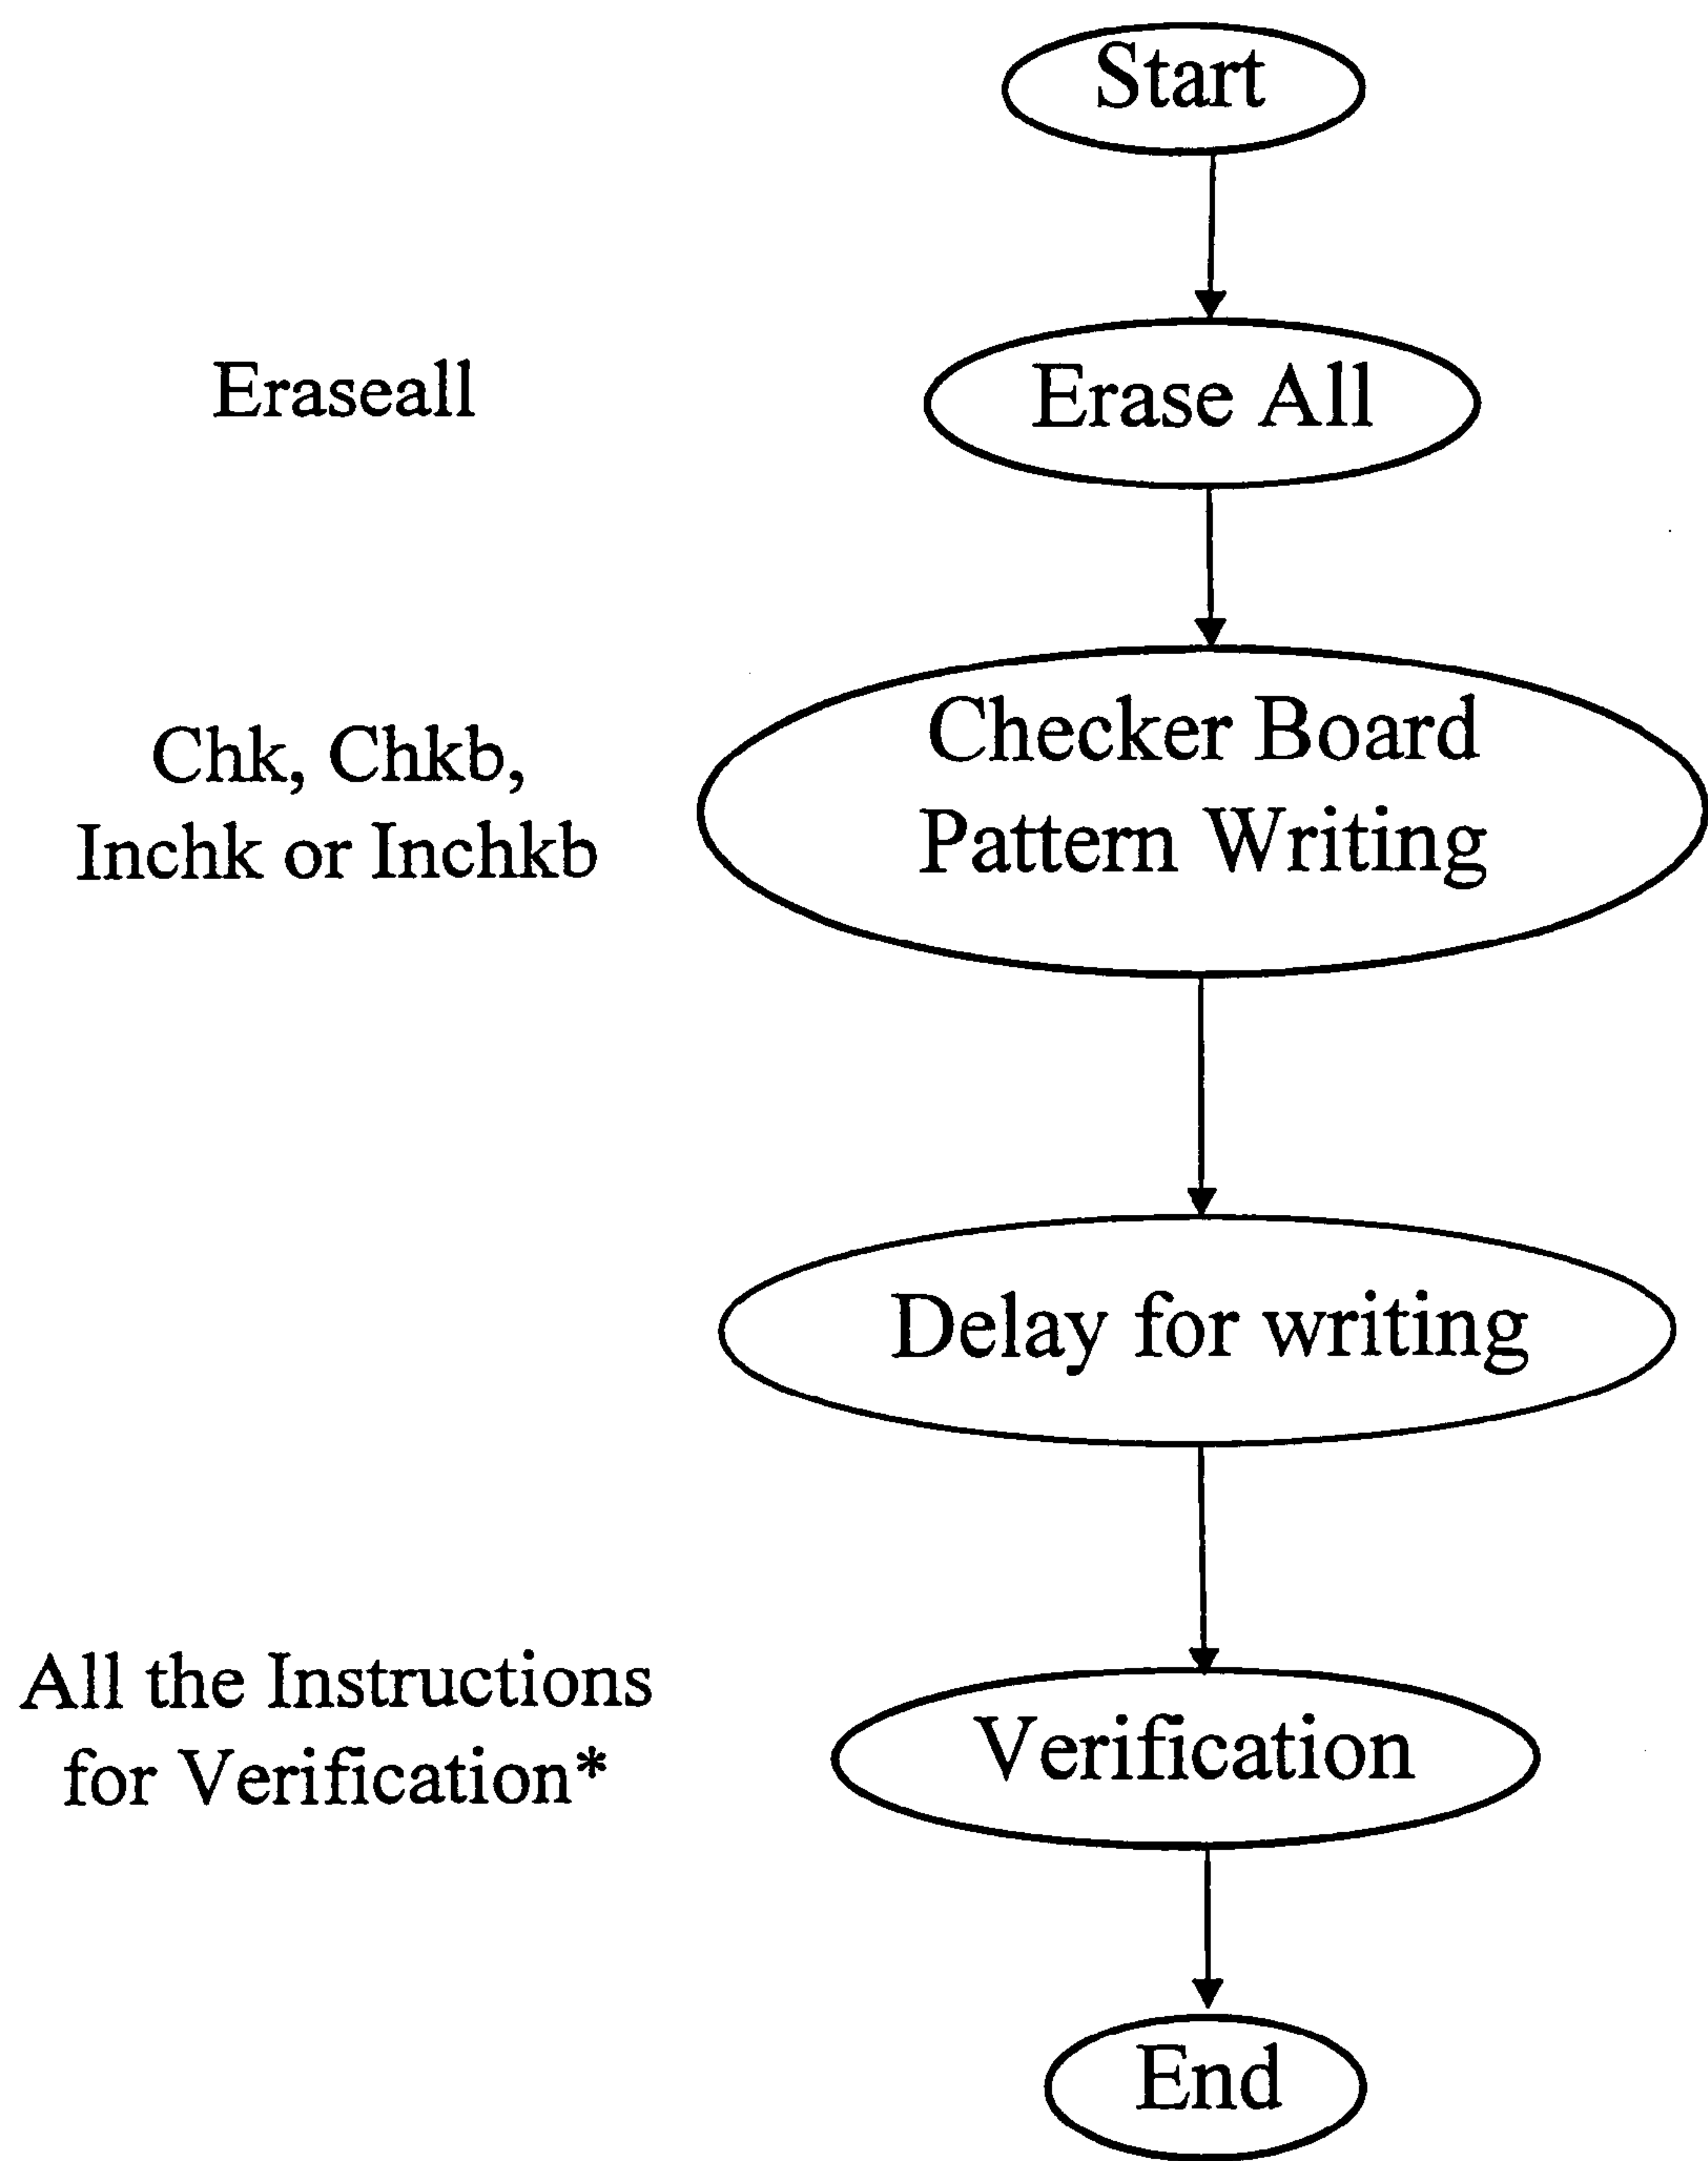 Start
Eraseall
Erase All
Chk, Chkb,
Inchk or Inchkb
Checker Board
Pattern Writing
Delay for writing
All the Instructions
for Verification*
Verification
End